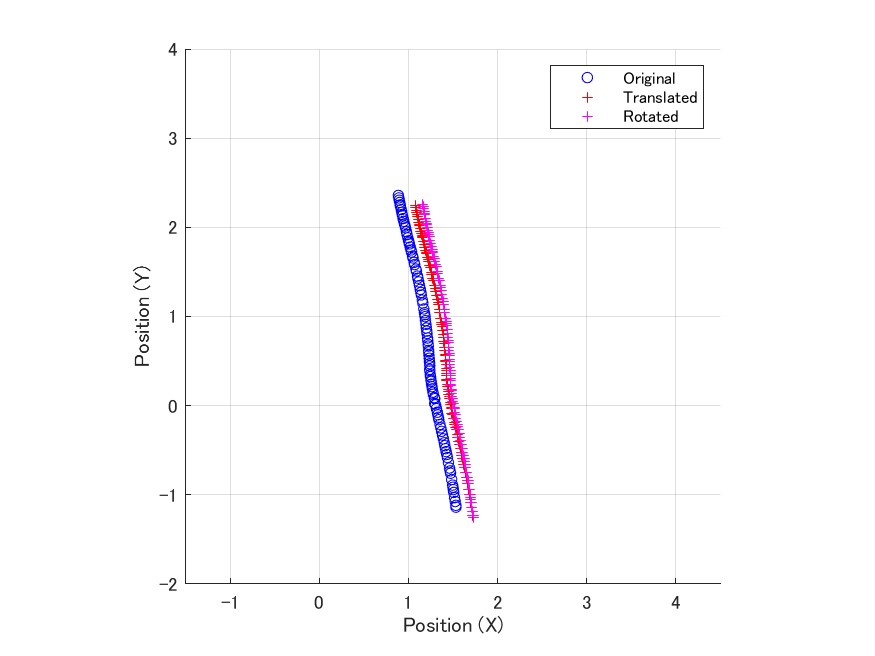 4
3
2
1
0
−1
−2
−1
0
1
2
3
4
Position (X)
Position (Y)
Original
Translated
Rotated